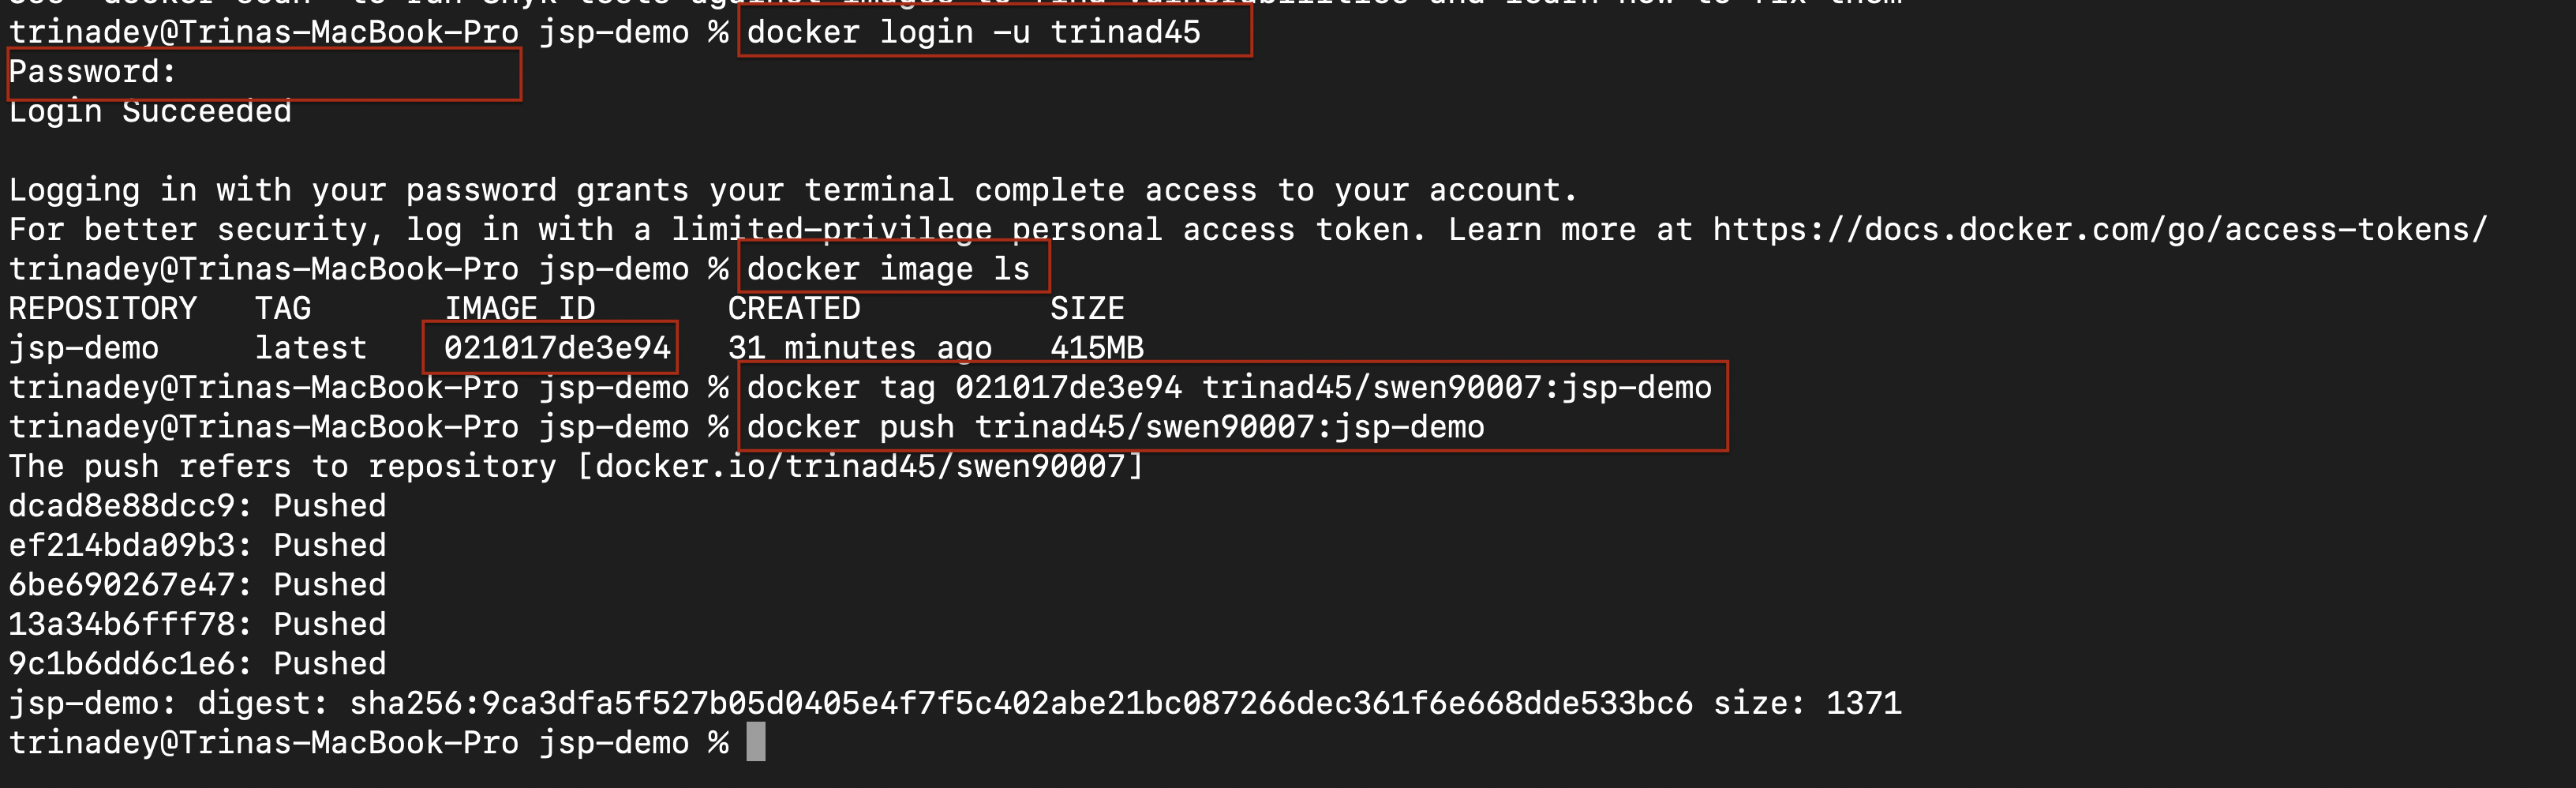 trinadey@Trinas-MacBook-Pro jsp-demo % docker login -u trinad45
Password:
Login Succeeded
Logging in with your password grants your terminal complete access to your account.
For better security, log in with a limited-privilege personal access token. Learn more at https://docs.docker.com/go/access-tokens/
trinadey@Trinas-MacBook-Pro jsp-demo % docker image ls
REPOSITORY TAG IMAGE ID CREATED SIZE
jsp-demo latest 021017de3e94 31 minutes ago 415MB
trinadey@Trinas-MacBook-Pro jsp-demo % docker tag 021017de3e94 trinad45/swen90007:jsp-demo
trinadey@Trinas-MacBook-Pro jsp-demo % docker push trinad45/swen90007:jsp-demo
The push refers to repository [docker.io/trinad45/swen90007]
dcad8e88dcc9: Pushed
ef214bda09b3: Pushed
6be690267e47: Pushed
13a34b6fff78: Pushed
9c1b6dd6c1e6: Pushed
jsp-demo: digest: sha256:9ca3dfa5f527b05d0405e4f7f5c402abe21bc087266dec361f6e668dde533bc6 size: 1371
trinadey@Trinas-MacBook-Pro jsp-demo %